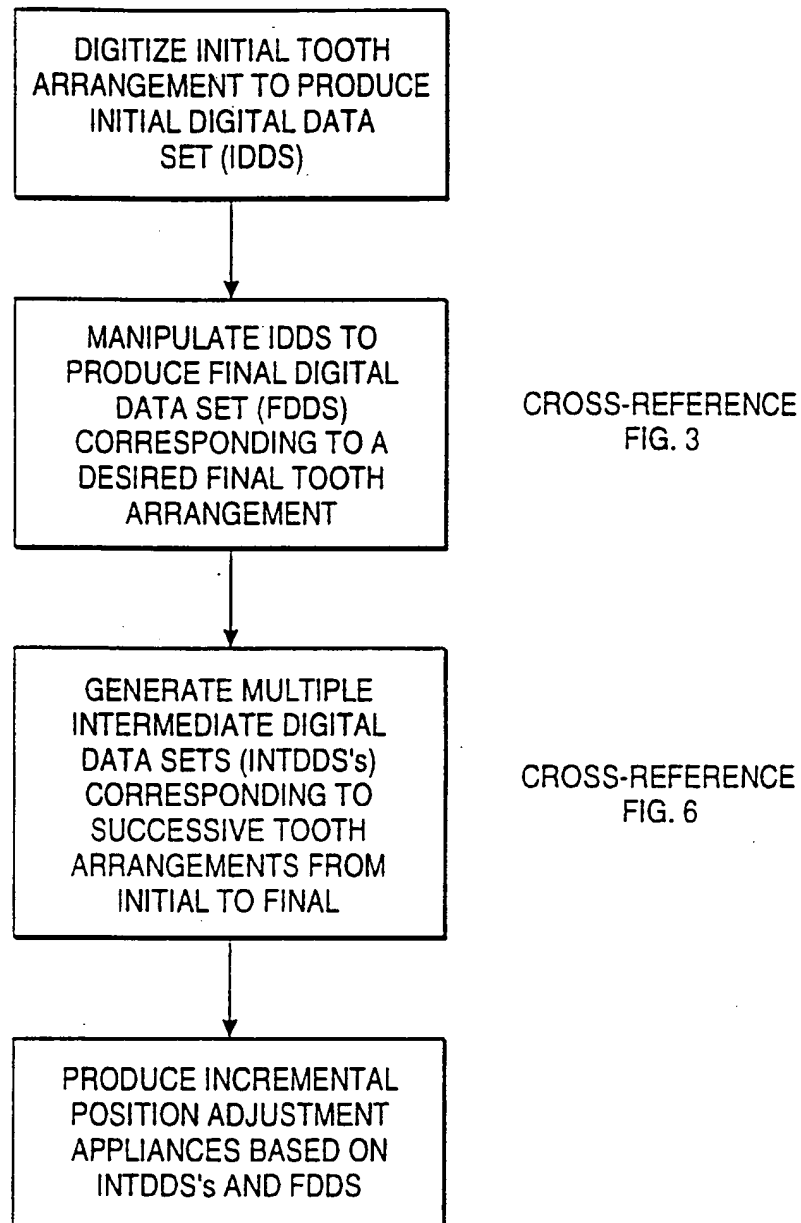 DIGITIZE INITIAL TOOTH
ARRANGEMENT TO PRODUCE
INITIAL DIGITAL DATA
SET (IDDS)
MANIPULATE IDDS TO
PRODUCE FINAL DIGITAL
DATA SET (FDDS)
CORRESPONDING TO A
DESIRED FINAL TOOTH
ARRANGEMENT
CROSS-REFERENCE
FIG. 3
GENERATE MULTIPLE
INTERMEDIATE DIGITAL
DATA SETS (INTDDS's)
CORRESPONDING TO
SUCCESSIVE TOOTH
ARRANGEMENTS FROM
INITIAL TO FINAL
CROSS-REFERENCE
FIG. 6
PRODUCE INCREMENTAL
POSITION ADJUSTMENT
APPLIANCES BASED ON
INTDDS's AND FDDS